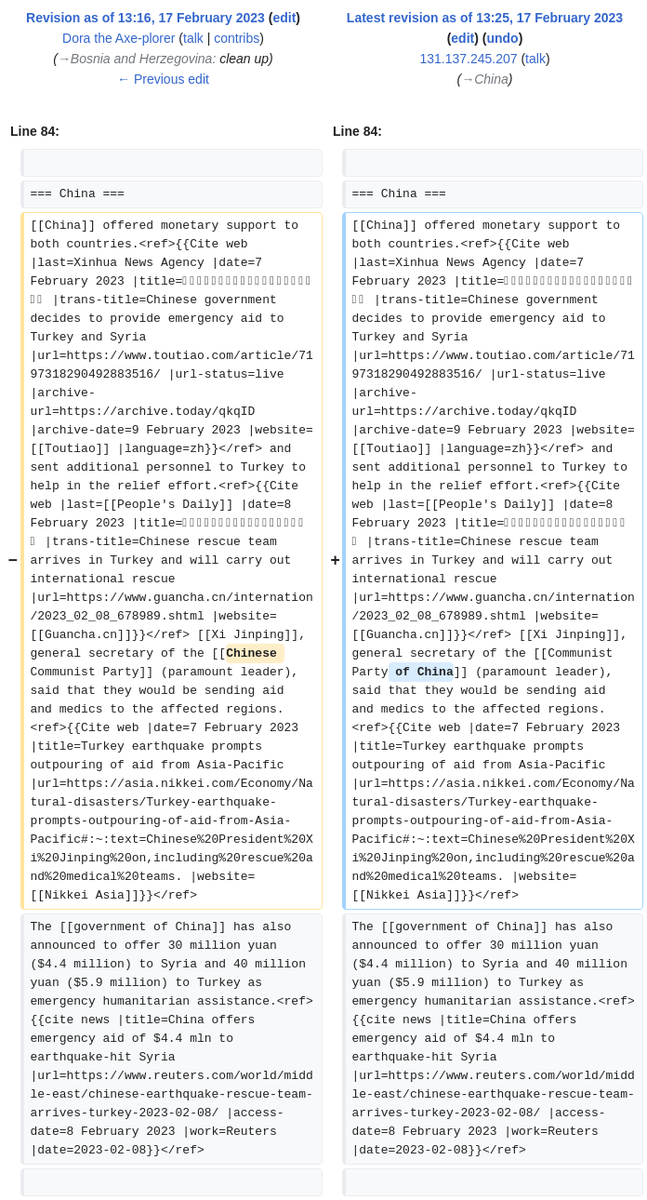 Revision as of 13:16, 17 February 2023 (edit)
Dora the Axe-plorer (talk | contribs)
(→Bosnia and Herzegovina: clean up)
← Previous edit
Line 84:
=== China ===
−
[[China]] offered monetary support to
both countries.<ref>{{Cite web
|last=Xinhua News Agency |date=7
February 2023 |title=
|trans-title=Chinese government
decides to provide emergency aid to
Turkey and Syria
|url=https://www.toutiao.com/article/71
97318290492883516/ |url-status=live
|archive-
url=https://archive.today/qkqID
|archive-date=9 February 2023 |website=
[[Toutiao]] |language=zh}}</ref> and
sent additional personnel to Turkey to
help in the relief effort.<ref>{{Cite
web |last=[[People's Daily]] |date=8
February 2023 |title=
|trans-title=Chinese rescue team
arrives in Turkey and will carry out
international rescue
|url=https://www.guancha.cn/internation
/2023_02_08_678989.shtml |website=
[[Guancha.cn]]}}</ref> [[Xi Jinping]],
general secretary of the [[Chinese
Communist Party]] (paramount leader),
said that they would be sending aid
and medics to the affected regions.
<ref>{{Cite web |date=7 February 2023
|title=Turkey earthquake prompts
outpouring of aid from Asia-Pacific
|url=https://asia.nikkei.com/Economy/Na
tural-disasters/Turkey-earthquake-
prompts-outpouring-of-aid-from-Asia-
Pacific#:~:text=Chinese%20President%20X
i%20Jinping%20on,including%20rescue%20a
nd%20medical%20teams. |website=
[[Nikkei Asia]]}}</ref>
The [[government of China]] has also
announced to offer 30 million yuan
($4.4 million) to Syria and 40 million
yuan ($5.9 million) to Turkey as
emergency humanitarian assistance.<ref>
{{cite news |title=China offers
emergency aid of $4.4 mln to
earthquake-hit Syria
|url=https://www.reuters.com/world/midd
le-east/chinese-earthquake-rescue-team-
arrives-turkey-2023-02-08/ |access-
date=8 February 2023 |work=Reuters
|date=2023-02-08}}</ref>
Latest revision as of 13:25, 17 February 2023
(edit) (undo)
131.137.245.207 (talk)
(→China)
Line 84:
=== China ===
+
[[China]] offered monetary support to
both countries.<ref>{{Cite web
|last=Xinhua News Agency |date=7
February 2023 |title=
|trans-title=Chinese government
decides to provide emergency aid to
Turkey and Syria
|url=https://www.toutiao.com/article/71
97318290492883516/ |url-status=live
|archive-
url=https://archive.today/qkqID
|archive-date=9 February 2023 |website=
[[Toutiao]] |language=zh}}</ref> and
sent additional personnel to Turkey to
help in the relief effort.<ref>{{Cite
web |last=[[People's Daily]] |date=8
February 2023 |title=
|trans-title=Chinese rescue team
arrives in Turkey and will carry out
international rescue
|url=https://www.guancha.cn/internation
/2023_02_08_678989.shtml |website=
[[Guancha.cn]]}}</ref> [[Xi Jinping]],
general secretary of the [[Communist
Party of China]] (paramount leader),
said that they would be sending aid
and medics to the affected regions.
<ref>{{Cite web |date=7 February 2023
|title=Turkey earthquake prompts
outpouring of aid from Asia-Pacific
|url=https://asia.nikkei.com/Economy/Na
tural-disasters/Turkey-earthquake-
prompts-outpouring-of-aid-from-Asia-
Pacific#:~:text=Chinese%20President%20X
i%20Jinping%20on,including%20rescue%20a
nd%20medical%20teams. |website=
[[Nikkei Asia]]}}</ref>
The [[government of China]] has also
announced to offer 30 million yuan
($4.4 million) to Syria and 40 million
yuan ($5.9 million) to Turkey as
emergency humanitarian assistance.<ref>
{{cite news |title=China offers
emergency aid of $4.4 mln to
earthquake-hit Syria
|url=https://www.reuters.com/world/midd
le-east/chinese-earthquake-rescue-team-
arrives-turkey-2023-02-08/ |access-
date=8 February 2023 |work=Reuters
|date=2023-02-08}}</ref>